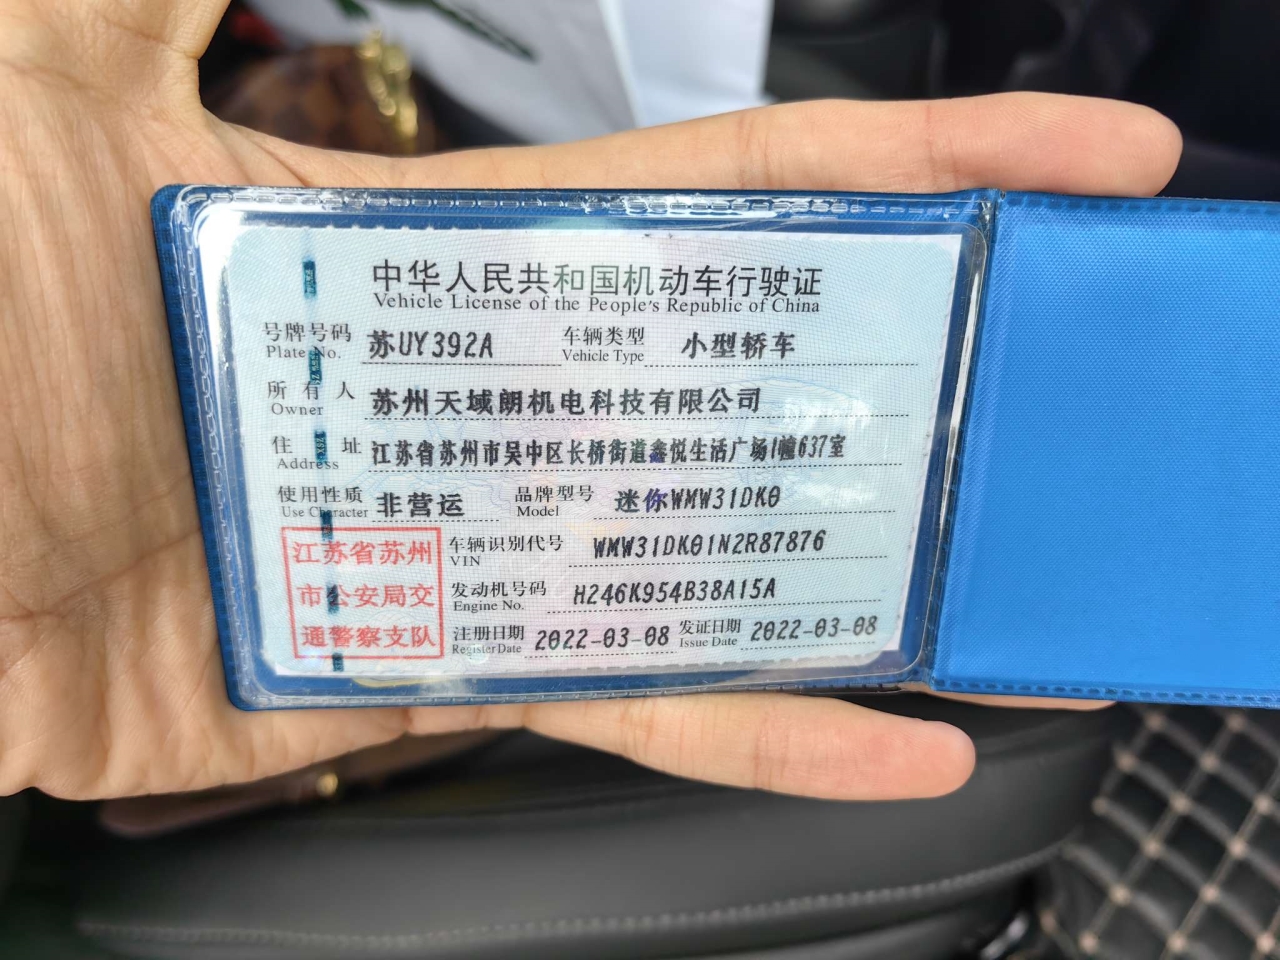 中华人民共和国机动车行驶证
Vehicle License of the People's Republic of China
号牌号码 苏UY392A 车辆类型 小型轿车
Plate No. Vehicle Type
所有人 苏州天域朗机电科技有限公司
Owner
住址 江苏省苏州市吴中区长桥街道鑫悦生活广场1幢637室
Address
使用性质 非营运 品牌型号 迷你WMW31DK0
Use Character Model
车辆识别代号 WMW31DK01N2R87876
VIN
发动机号码 H246K954B38A15A
Engine No.
注册日期 2022-03-08 发证日期 2022-03-08
Register Date Issue Date
江苏省苏州
市公安局交
通警察支队